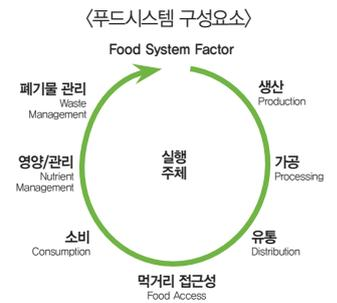 〈푸드시스템 구성요소〉
Food System Factor
생산
Production
가공
Processing
유통
Distribution
먹거리 접근성
Food Access
소비
Consumption
영양/관리
Nutrient
Management
폐기물 관리
Waste
Management
실행
주체